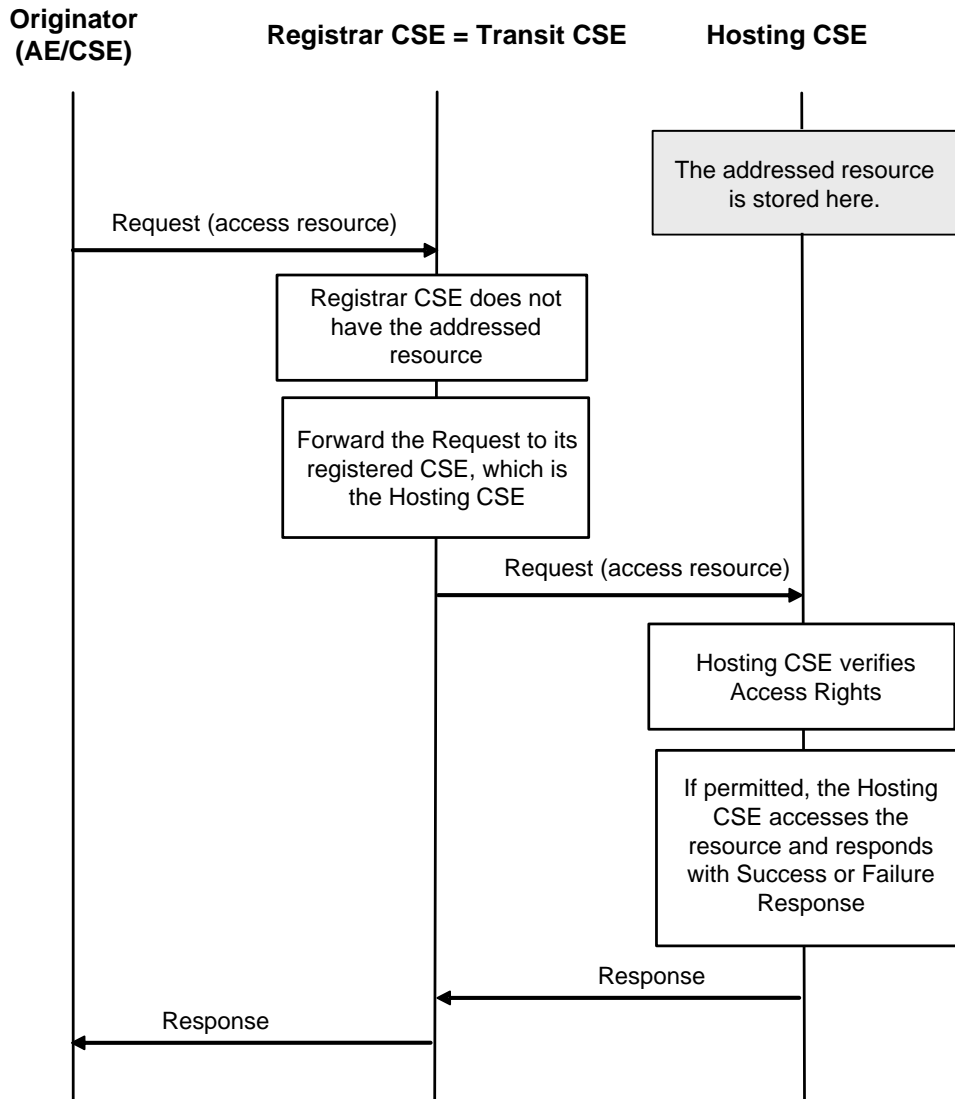 Originator
(AE/CSE)
Registrar CSE = Transit CSE
Hosting CSE
The addressed resource
is stored here.
Request (access resource)
Registrar CSE does not
have the addressed
resource
Forward the Request to its
registered CSE, which is
the Hosting CSE
Request (access resource)
Hosting CSE verifies
Access Rights
If permitted, the Hosting
CSE accesses the
resource and responds
with Success or Failure
Response
Response
Response